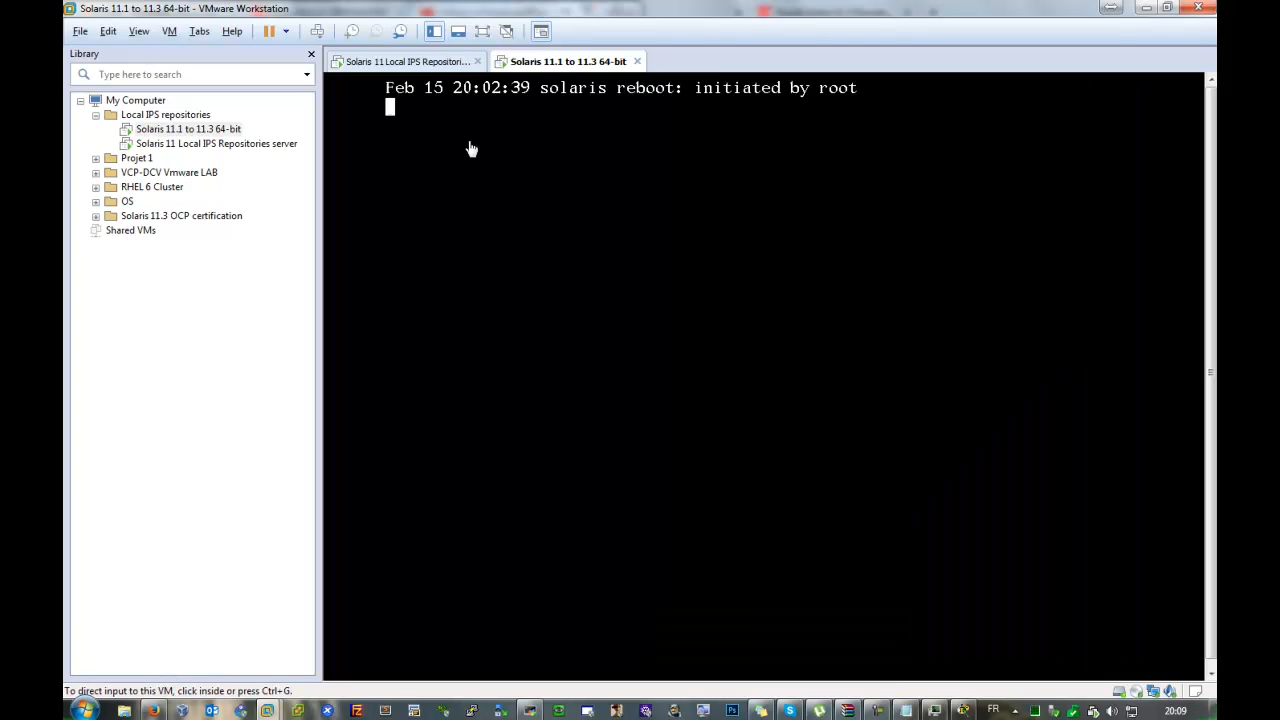 Solaris 11.1 to 11.3 64-bit - VMware Workstation
File Edit View VM Tabs Help
Library
Type here to search
My Computer
Local IPS repositories
Solaris 11.1 to 11.3 64-bit
Solaris 11 Local IPS Repositories server
Projet 1
VCP-DCV Vmware LAB
RHEL 6 Cluster
OS
Solaris 11.3 OCP certification
Shared VMs
Solaris 11 Local IPS Repositori...
Solaris 11.1 to 11.3 64-bit
Feb 15 20:02:39 solaris reboot: initiated by root
To direct input to this VM, click inside or press Ctrl+G.
FR
20:09